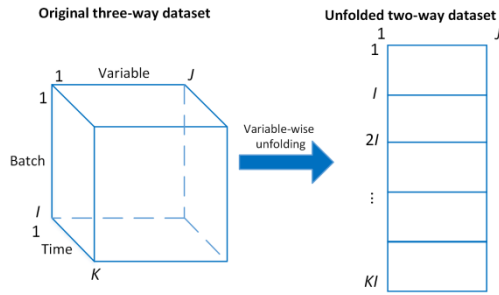 Original three-way dataset
1
Variable
J
1
Batch
I
1
Time
K
Variable-wise
unfolding
Unfolded two-way dataset
1
J
1
I
2I
⋮
KI